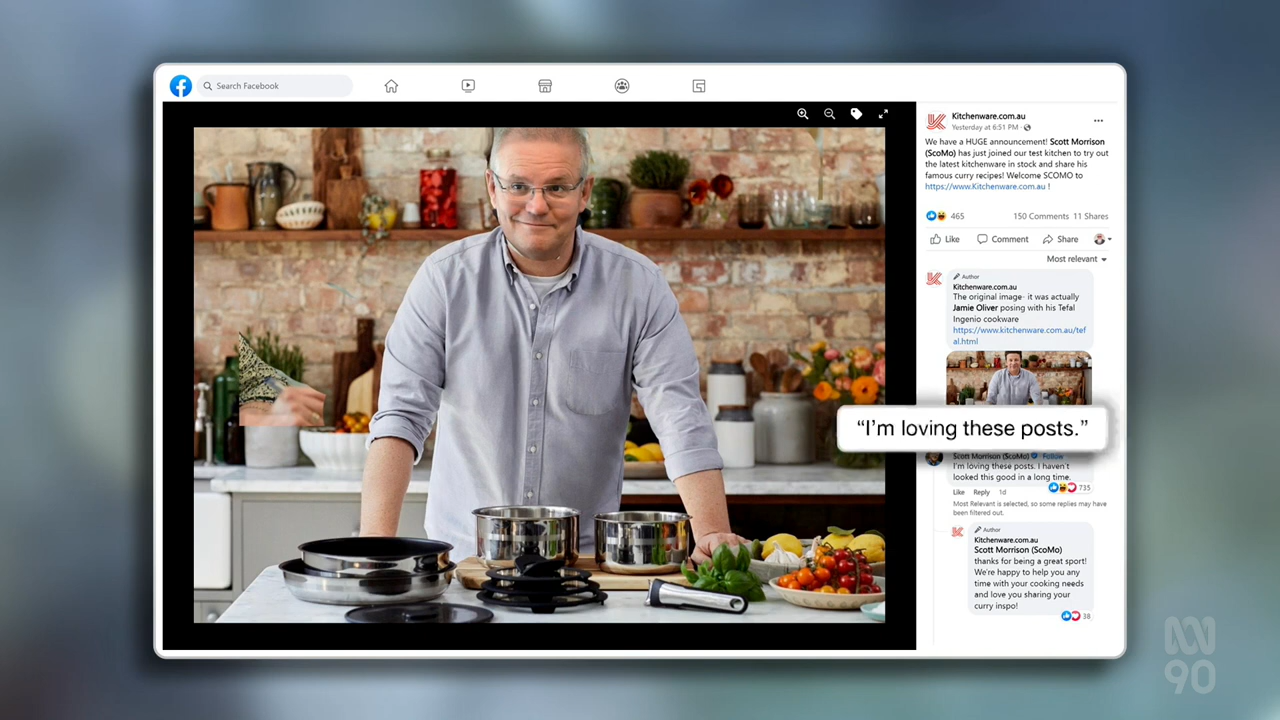 Search Facebook
Kitchenware.com.au
Yesterday at 6:51 PM ·
We have a HUGE announcement! Scott Morrison
(ScoMo) has just joined our test kitchen to try out
the latest kitchenware in stock and share his
famous curry recipes! Welcome SCOMO to
https://www.Kitchenware.com.au !
465
150 Comments 11 Shares
Like
Comment
Share
Most relevant
Author
Kitchenware.com.au
The original image- it was actually
Jamie Oliver posing with his Tefal
Ingenio cookware
https://www.kitchenware.com.au/tef
al.html
“I’m loving these posts.”
Scott Morrison (ScoMo) · Follow
I'm loving these posts. I haven't
looked this good in a long time.
735
Like Reply 1d
Most Relevant is selected, so some replies may have
been filtered out.
Author
Kitchenware.com.au
Scott Morrison (ScoMo)
thanks for being a great sport!
We're happy to help you any
time with your cooking needs
and love you sharing your
curry inspo!
38
90